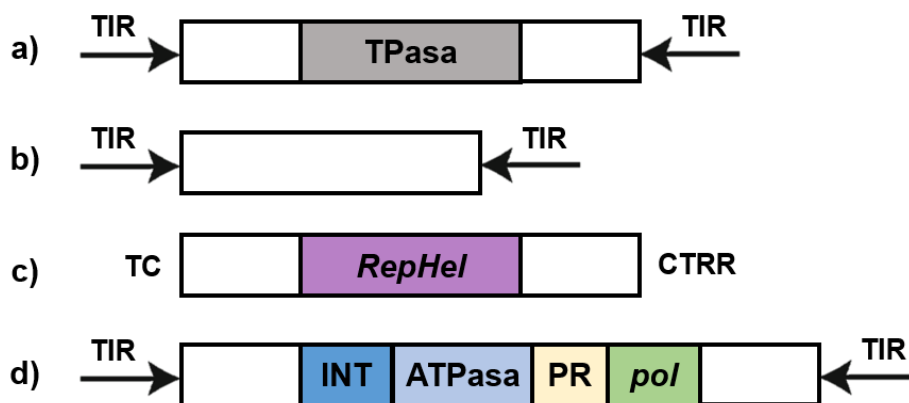 a) TIR TPasa TIR
b) TIR TIR
c) TC RepHel CTRR
d) TIR INT ATPasa PR pol TIR